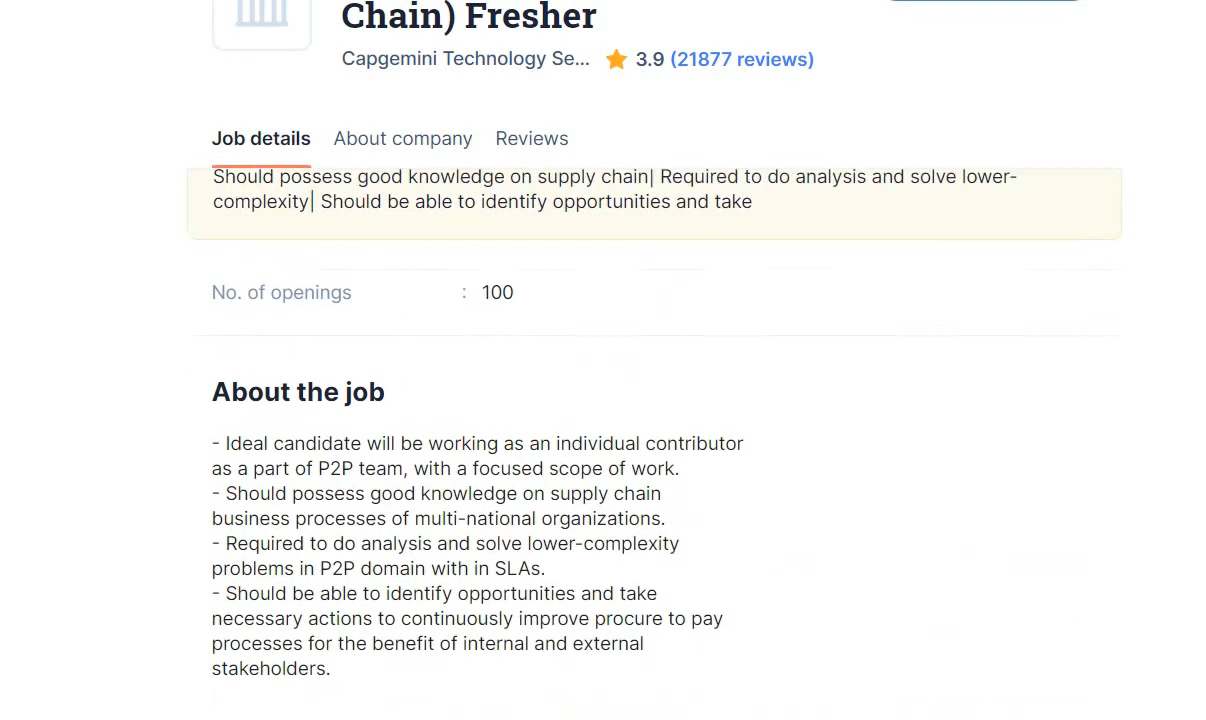 Chain) Fresher
Capgemini Technology Se... 3.9 (21877 reviews)
Job details About company Reviews
Should possess good knowledge on supply chain| Required to do analysis and solve lower-
complexity| Should be able to identify opportunities and take
No. of openings : 100
About the job
- Ideal candidate will be working as an individual contributor
as a part of P2P team, with a focused scope of work.
- Should possess good knowledge on supply chain
business processes of multi-national organizations.
- Required to do analysis and solve lower-complexity
problems in P2P domain with in SLAs.
- Should be able to identify opportunities and take
necessary actions to continuously improve procure to pay
processes for the benefit of internal and external
stakeholders.